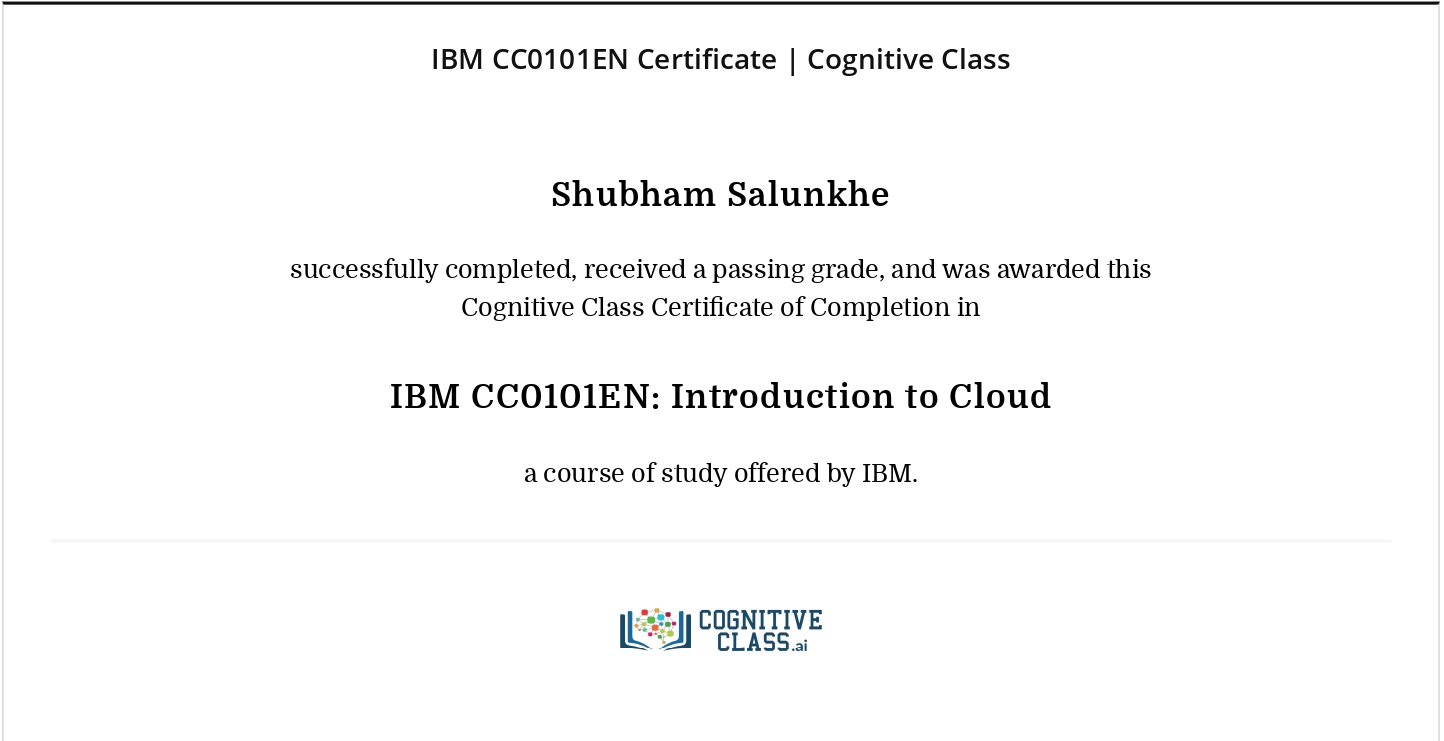 IBM CC0101EN Certificate | Cognitive Class
Shubham Salunkhe
successfully completed, received a passing grade, and was awarded this
Cognitive Class Certificate of Completion in
IBM CC0101EN: Introduction to Cloud
a course of study offered by IBM.
COGNITIVE
CLASS.ai